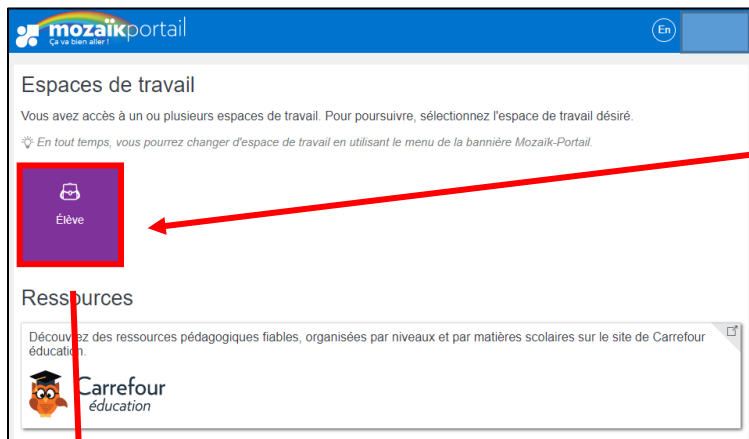 mozaïkportail
Ça va bien aller !
En
Espaces de travail
Vous avez accès à un ou plusieurs espaces de travail. Pour poursuivre, sélectionnez l'espace de travail désiré.
En tout temps, vous pourrez changer d'espace de travail en utilisant le menu de la bannière Mozaïk-Portail.
Élève
Ressources
Découvrez des ressources pédagogiques fiables, organisées par niveaux et par matières scolaires sur le site de Carrefour
éducation.
Carrefour
éducation